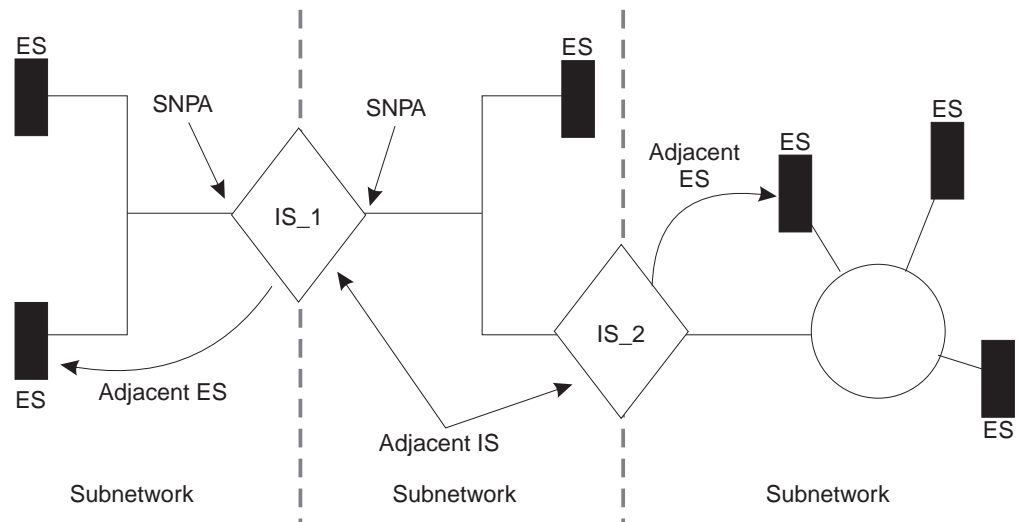 ES
ES
SNPA
SNPA
ES
ES
Adjacent
ES
IS_1
IS_2
Adjacent ES
ES
Adjacent IS
ES
Subnetwork
Subnetwork
Subnetwork